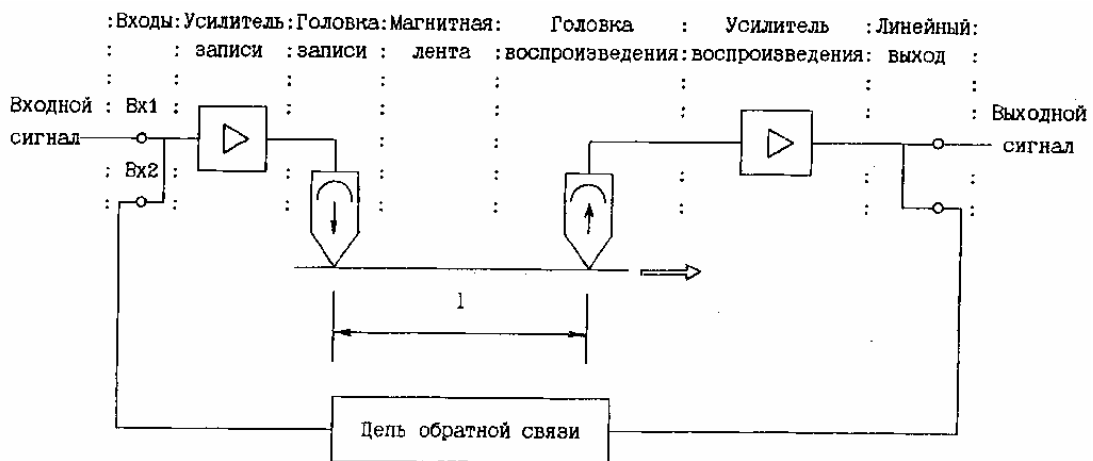 :Входы:Усилитель:Головка:Магнитная: Головка : Усилитель :Линейный:
: : записи :записи : лента :воспроизведения:воспроизведения: выход :
Входной : Вх1 : Выходной
сигнал сигнал
: Вх2 :
l
Цепь обратной связи